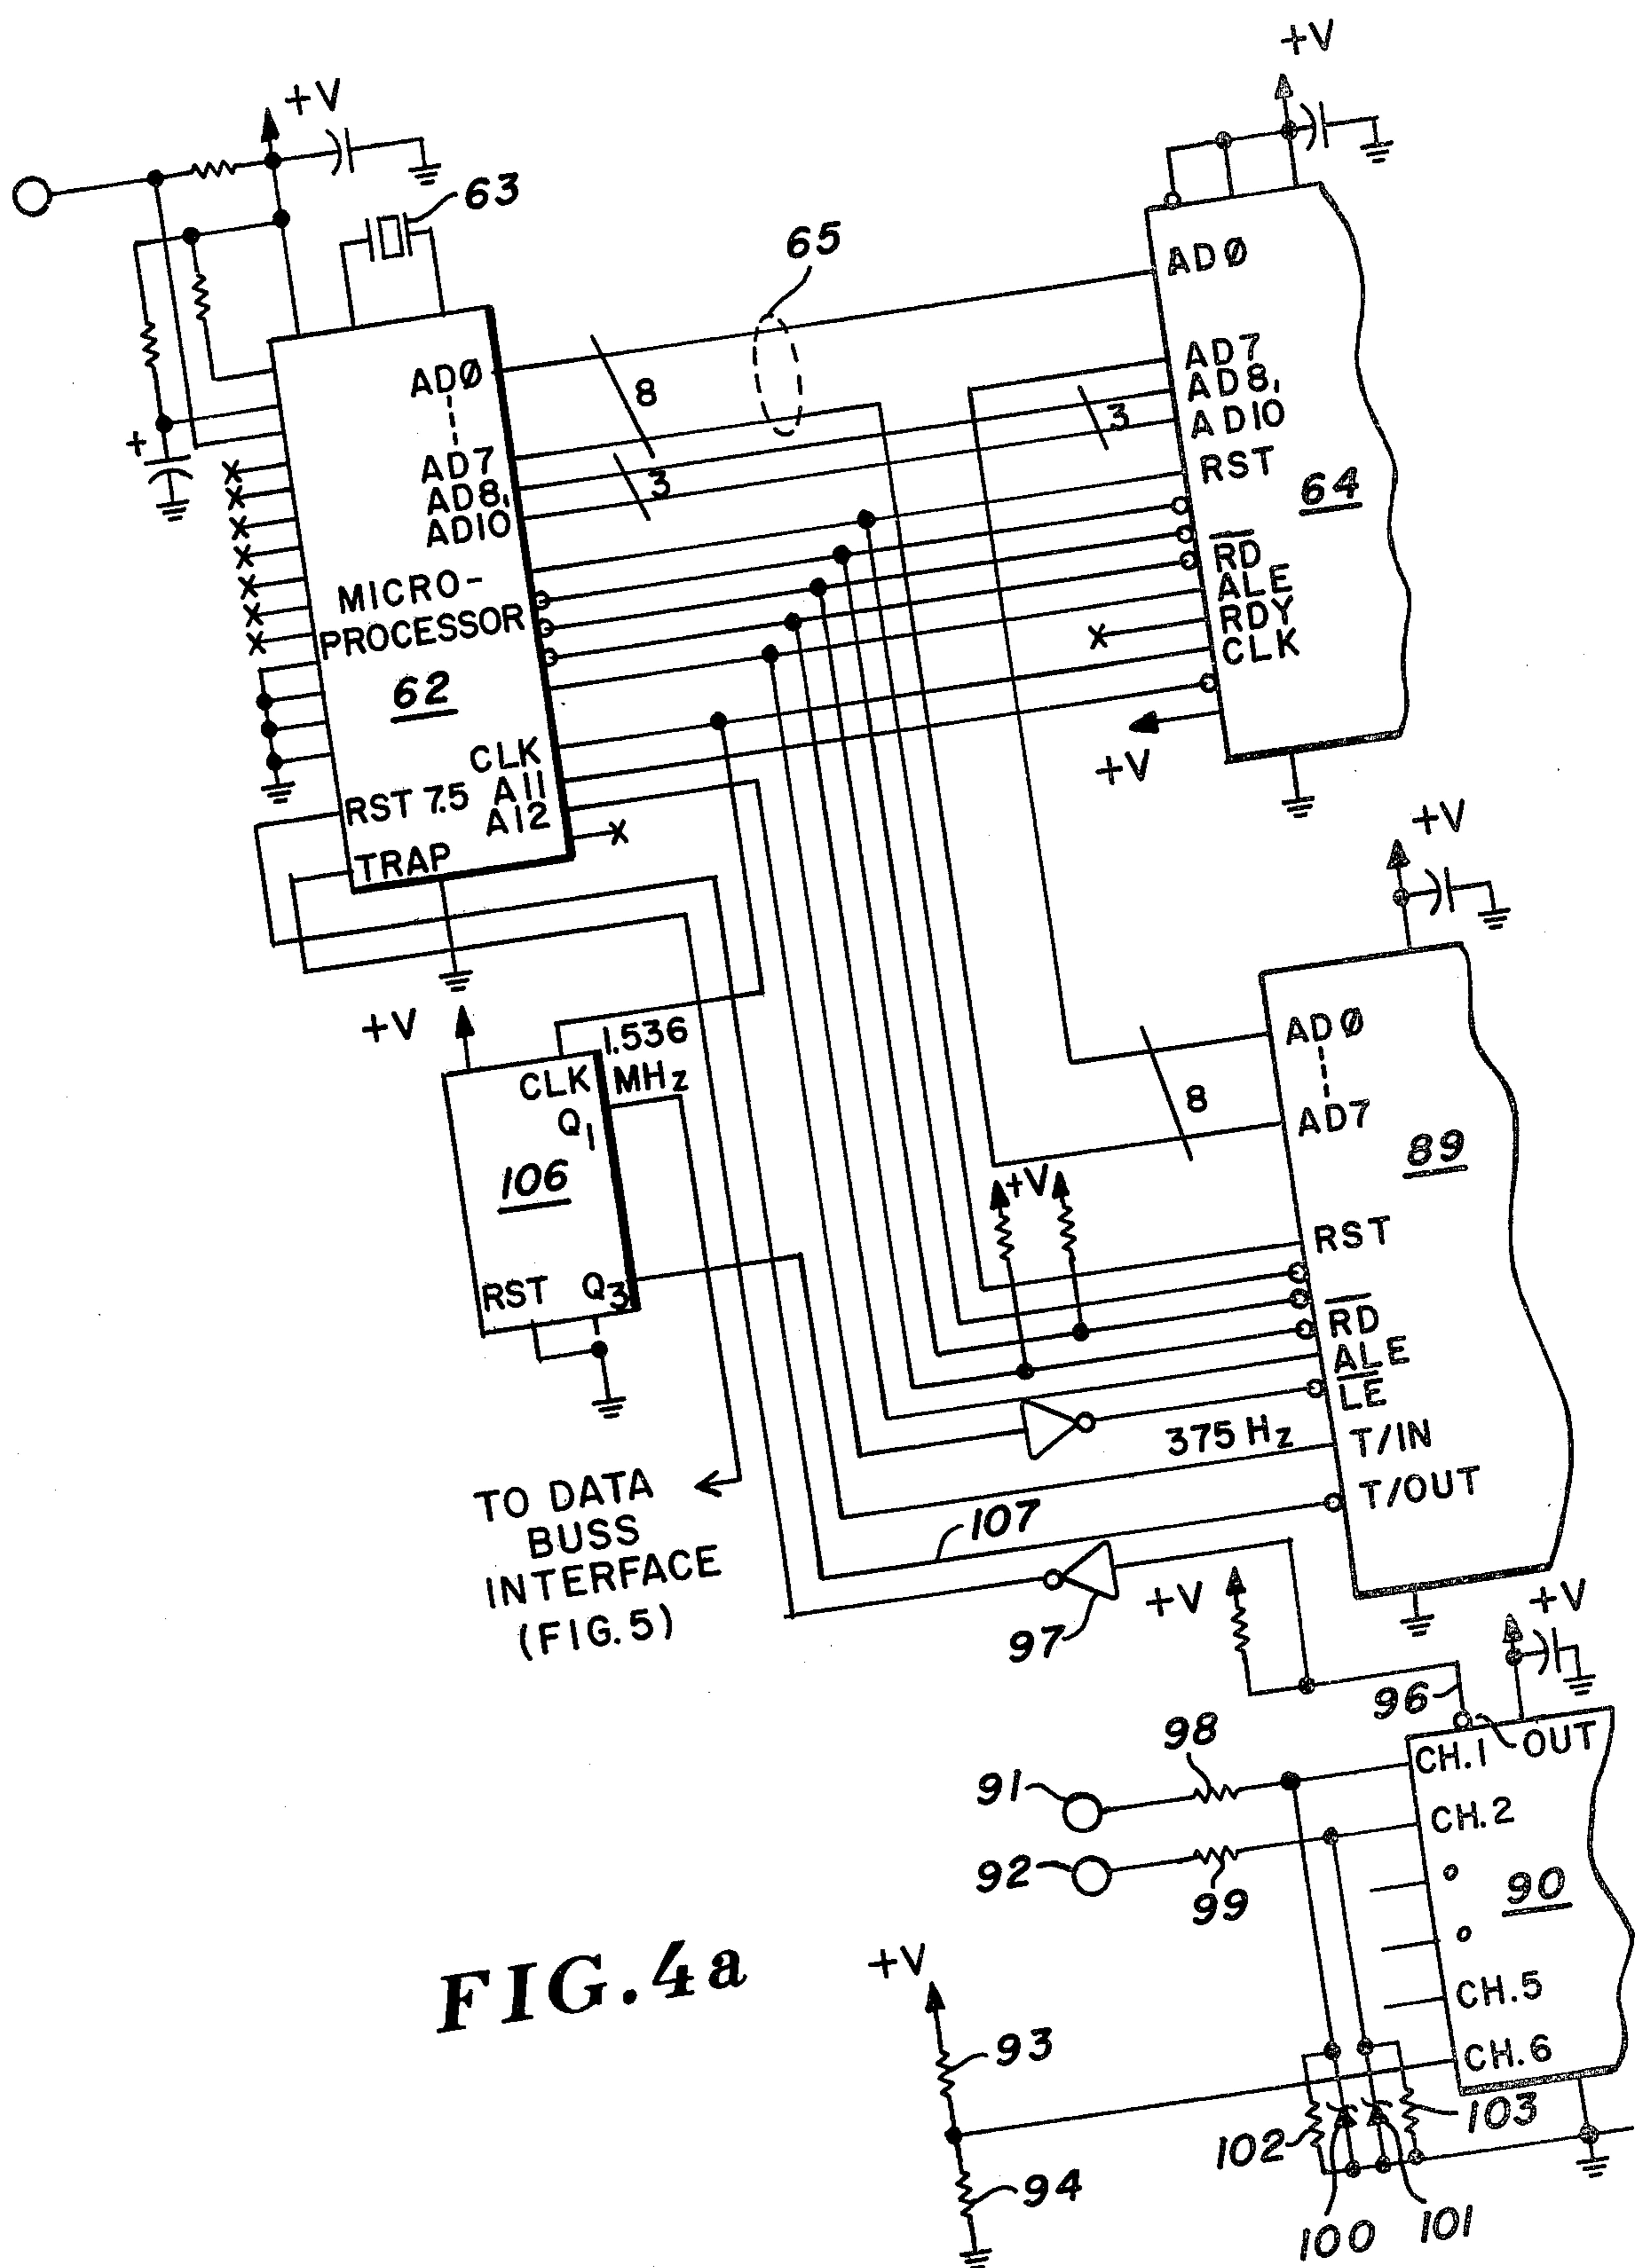 +V
+V
63
65
AD0
8
AD0
AD7
AD8,
AD10
3
AD7
AD8,
AD10
3
RST
64
+
MICRO-
PROCESSOR
62
RD
ALE
RDY
CLK
+V
CLK
A11
A12
RST 7.5
TRAP
+V
+V
1.536
MHz
CLK
Q1
106
RST
Q3
AD0
8
AD7
89
+V
RST
RD
ALE
LE
375 Hz
T/IN
T/OUT
TO DATA
BUSS
INTERFACE
(FIG. 5)
107
97
+V
+V
96
OUT
98
91
CH.1
92
99
CH.2
90
CH.5
CH.6
FIG. 4a
+V
93
94
102
103
100
101